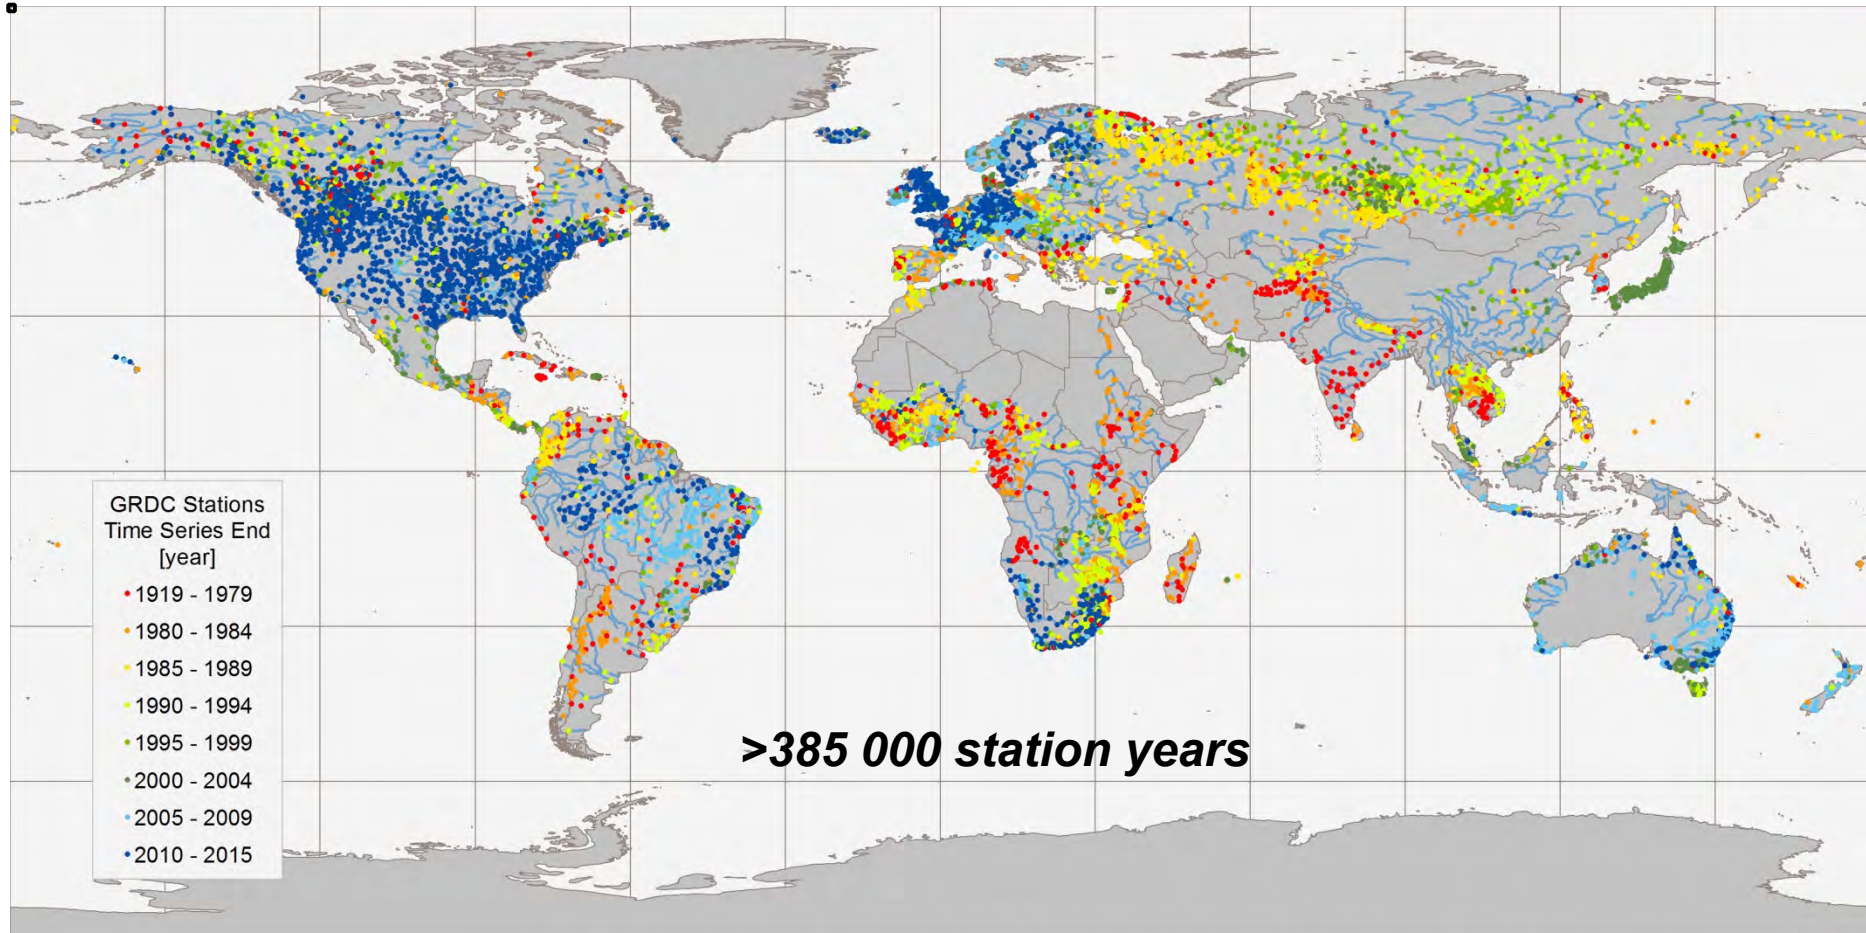 GRDC Stations
Time Series End
[year]
1919 - 1979
1980 - 1984
1985 - 1989
1990 - 1994
1995 - 1999
2000 - 2004
2005 - 2009
2010 - 2015
>385 000 station years